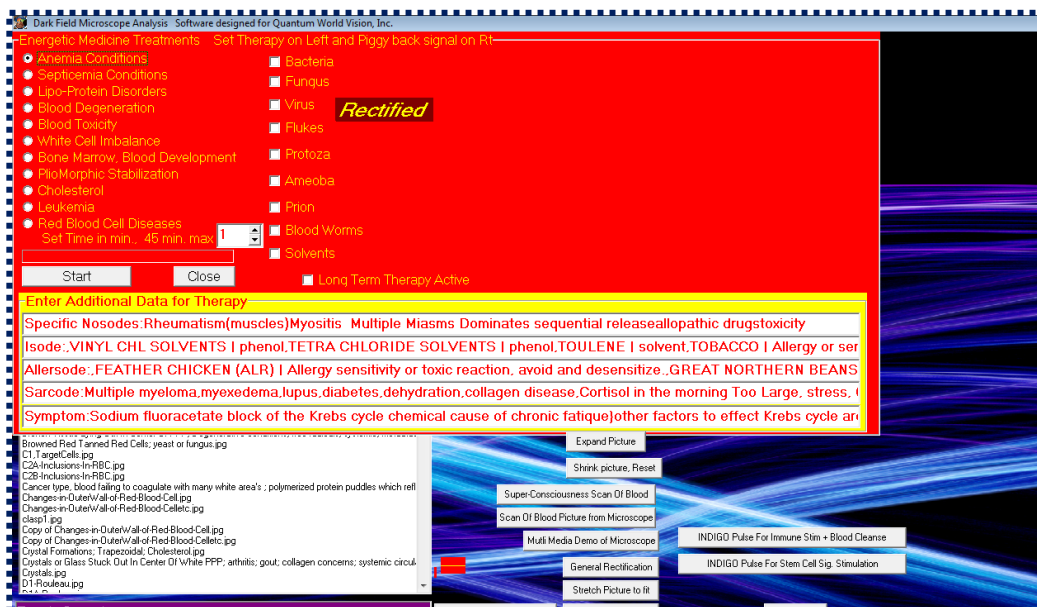 Dark Field Microscope Analysis   Software designed for Quantum World Vision, Inc.
Energetic Medicine Treatments    Set Therapy on Left and Piggy back signal on Rt
Anemia Conditions
Septicemia Conditions
Lipo-Protein Disorders
Blood Degeneration
Blood Toxicity
White Cell Imbalance
Bone Marrow, Blood Development
PlioMorphic Stabilization
Cholesterol
Leukemia
Red Blood Cell Diseases
Set Time in min., 45 min. max 1
Start
Close
Bacteria
Fungus
Virus
Flukes
Protoza
Ameoba
Prion
Blood Worms
Solvents
Long Term Therapy Active
Rectified
Enter Additional Data for Therapy
Specific Nosodes:Rheumatism(muscles)Myositis  Multiple Miasms Dominates sequential releaseallopathic drugstoxicity
Isode:,VINYL CHL SOLVENTS | phenol,TETRA CHLORIDE SOLVENTS | phenol,TOULENE | solvent,TOBACCO | Allergy or ser
Allersode:,FEATHER CHICKEN (ALR) | Allergy sensitivity or toxic reaction, avoid and desensitize.,GREAT NORTHERN BEANS
Sarcode:Multiple myeloma,myexedema,lupus,diabetes,dehydration,collagen disease,Cortisol in the morning Too Large, stress,
Symptom:Sodium fluoracetate block of the Krebs cycle chemical cause of chronic fatique}other factors to effect Krebs cycle are
Browned Red Tanned Red Cells; yeast or fungus.jpg
C1,TargetCells.jpg
C2A-Inclusions-In-RBC.jpg
C2B-Inclusions-In-RBC.jpg
Cancer type, blood failing to coagulate with many white area's ; polymerized protein puddles which refl
Changes-in-OuterWall-of-Red-Blood-Cell.jpg
Changes-in-OuterWall-of-Red-Blood-Celletc.jpg
clasp1.jpg
Copy of Changes-in-OuterWall-of-Red-Blood-Cell.jpg
Copy of Changes-in-OuterWall-of-Red-Blood-Celletc.jpg
Crystal Formations; Trapezoidal; Cholesterol.jpg
Crystals or Glass Stuck Out In Center Of White PPP; arthritis; gout; collagen concerns; systemic circul
Crystals.jpg
D1-Rouleau.jpg
Expand Picture
Shrink picture, Reset
Super-Consciousness Scan Of Blood
Scan Of Blood Picture from Microscope
Mutli Media Demo of Microscope
General Rectification
Stretch Picture to fit
INDIGO Pulse For Immune Stim + Blood Cleanse
INDIGO Pulse For Stem Cell Sig. Stimulation